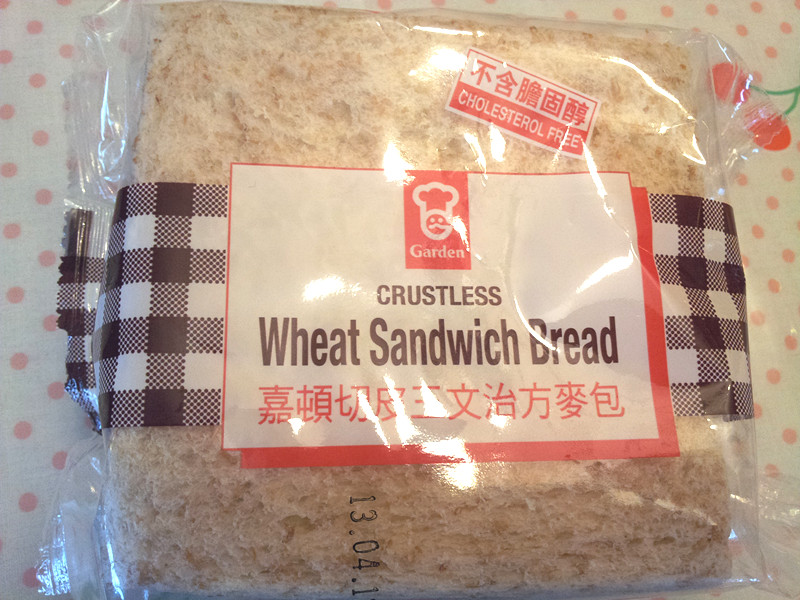 不含膽固醇
CHOLESTEROL FREE
Garden
CRUSTLESS
Wheat Sandwich Bread
嘉頓切皮三文治方麥包
13.04.1